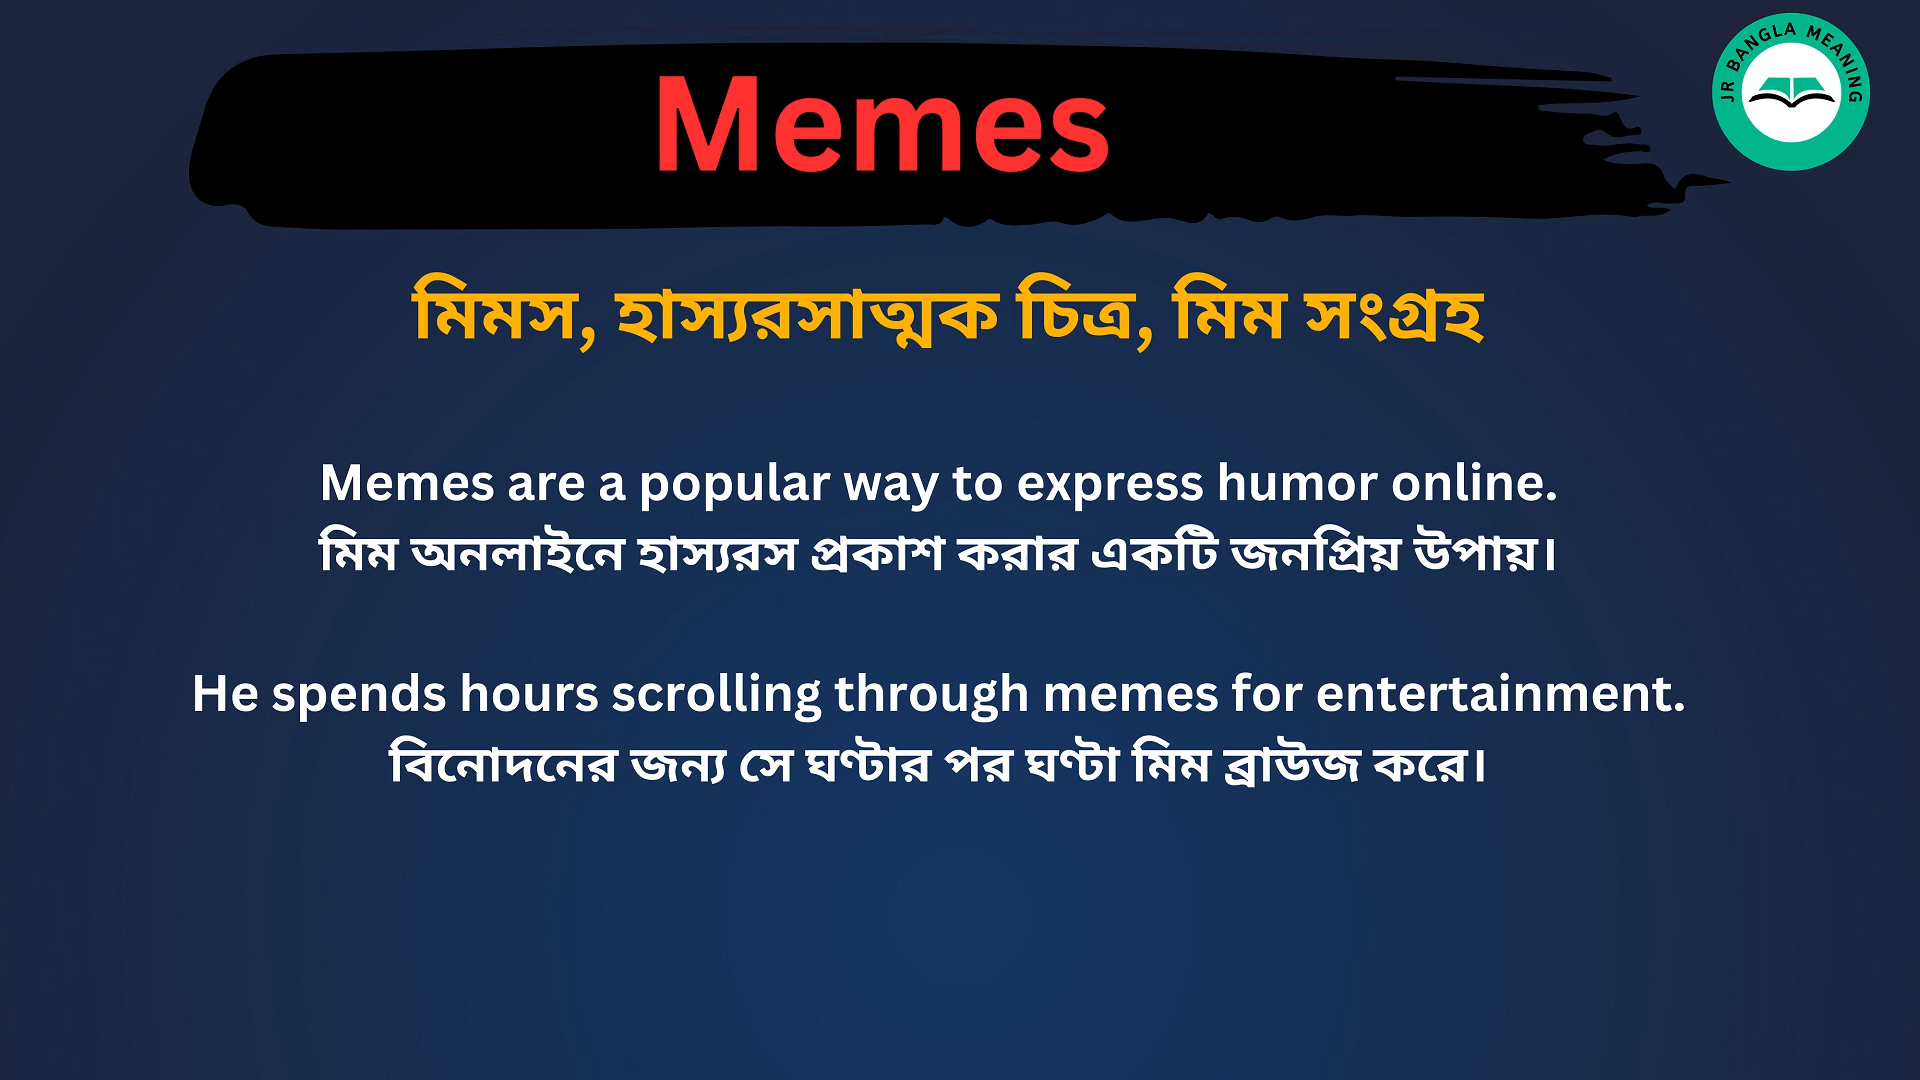 Memes
JR BANGLA MEANING
মিমস, হাস্যরসাত্মক চিত্র, মিম সংগ্রহ
Memes are a popular way to express humor online.
মিম অনলাইনে হাস্যরস প্রকাশ করার একটি জনপ্রিয় উপায়।
He spends hours scrolling through memes for entertainment.
বিনোদনের জন্য সে ঘণ্টার পর ঘণ্টা মিম ব্রাউজ করে।